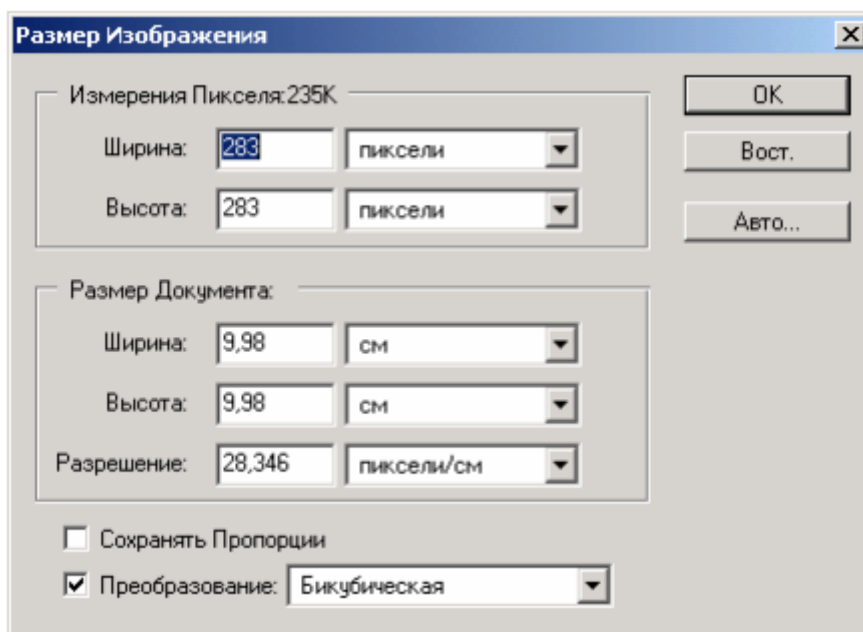 Размер Изображения
Измерения Пикселя:235K
OK
Ширина: 283 пиксели
Вост.
Высота: 283 пиксели
Авто...
Размер Документа:
Ширина: 9,98 см
Высота: 9,98 см
Разрешение: 28,346 пиксели/см
Сохранять Пропорции
Преобразование: Бикубическая